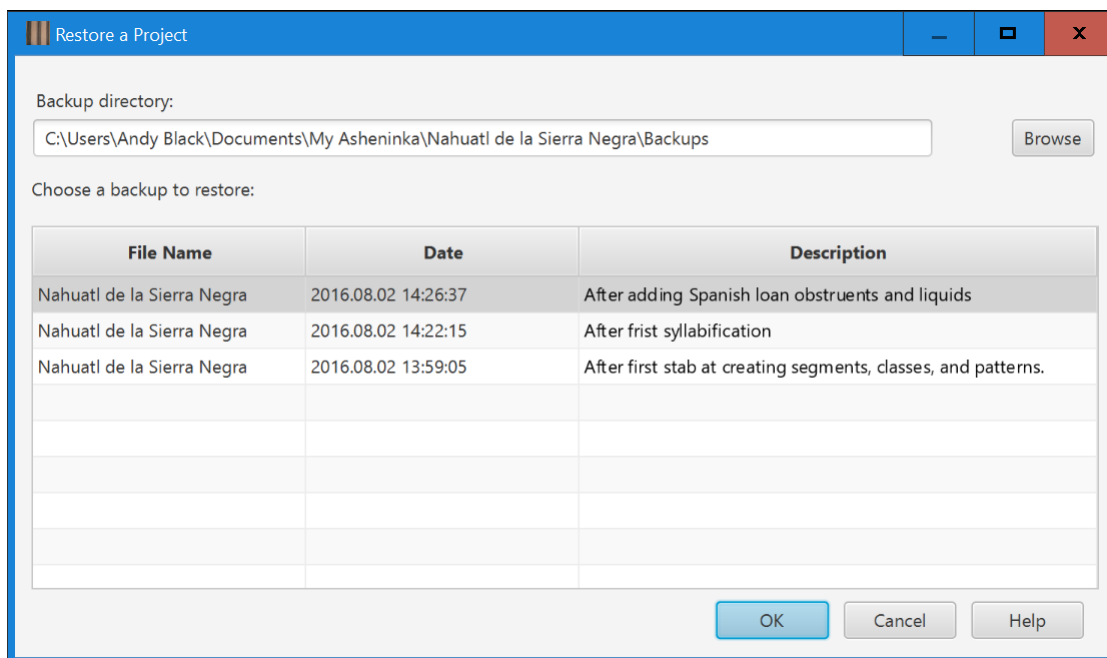 Restore a Project
Backup directory:
C:\Users\Andy Black\Documents\My Asheninka\Nahuatl de la Sierra Negra\Backups
Browse
Choose a backup to restore:
File Name Date Description
Nahuatl de la Sierra Negra 2016.08.02 14:26:37 After adding Spanish loan obstruents and liquids
Nahuatl de la Sierra Negra 2016.08.02 14:22:15 After frist syllabification
Nahuatl de la Sierra Negra 2016.08.02 13:59:05 After first stab at creating segments, classes, and patterns.
OK Cancel Help